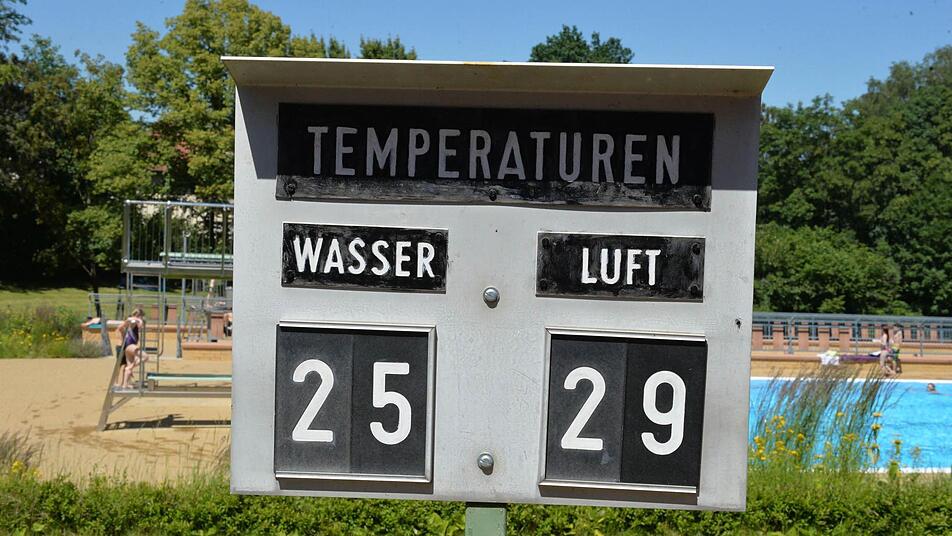 TEMPERATUREN
WASSER LUFT
25 29